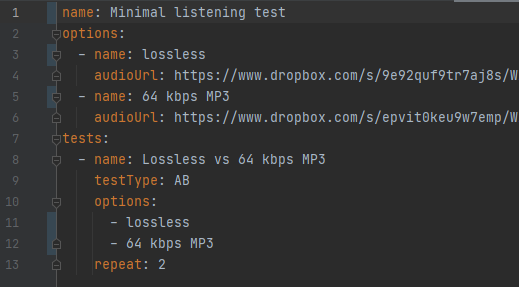 1 name: Minimal listening test
2 options:
3 - name: lossless
4 audioUrl: https://www.dropbox.com/s/9e92quf9tr7aj8s/W
5 - name: 64 kbps MP3
6 audioUrl: https://www.dropbox.com/s/epvit0keu9w7emp/W
7 tests:
8 - name: Lossless vs 64 kbps MP3
9 testType: AB
10 options:
11 - lossless
12 - 64 kbps MP3
13 repeat: 2